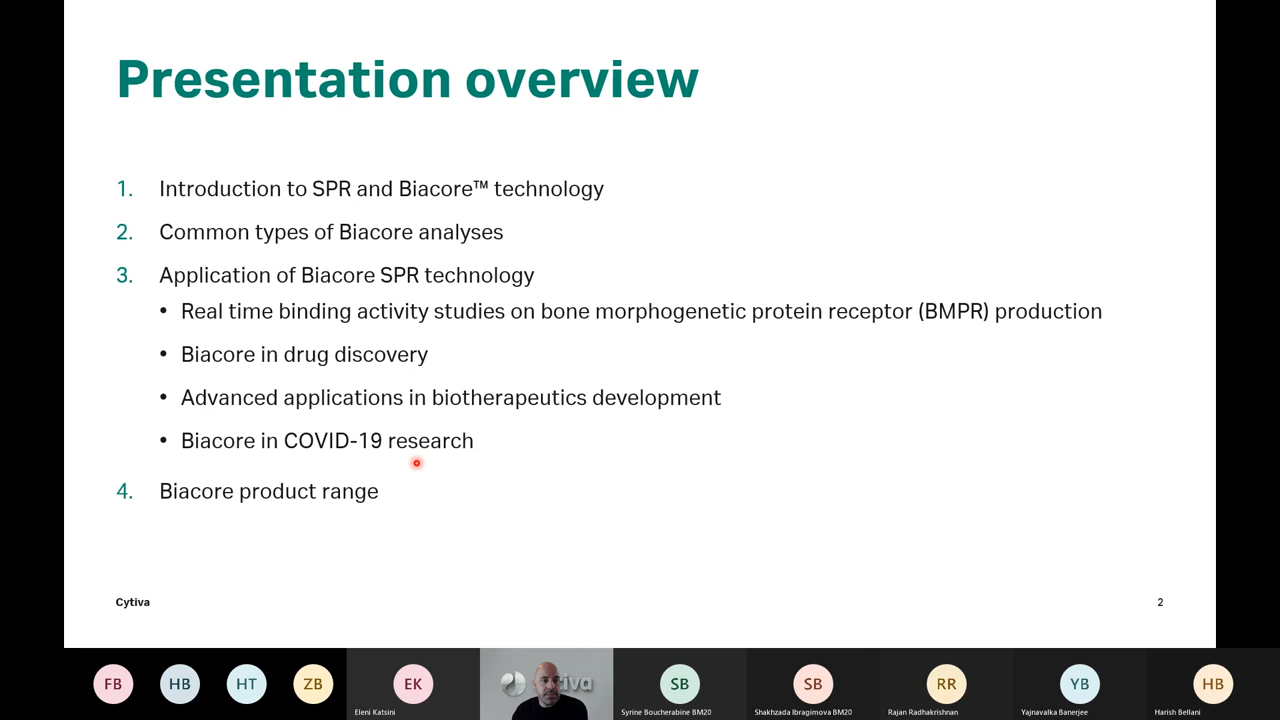 Presentation overview
1. Introduction to SPR and Biacore™ technology
2. Common types of Biacore analyses
3. Application of Biacore SPR technology
• Real time binding activity studies on bone morphogenetic protein receptor (BMPR) production
• Biacore in drug discovery
• Advanced applications in biotherapeutics development
• Biacore in COVID-19 research
4. Biacore product range
Cytiva
2
FB
HB
HT
ZB
EK
SB
SB
RR
YB
HB
Eleni Katsini
Syrine Boucherabine BM20
Shakhzada Ibragimova BM20
Rajan Radhakrishnan
Yajnavalka Banerjee
Harish Bellani